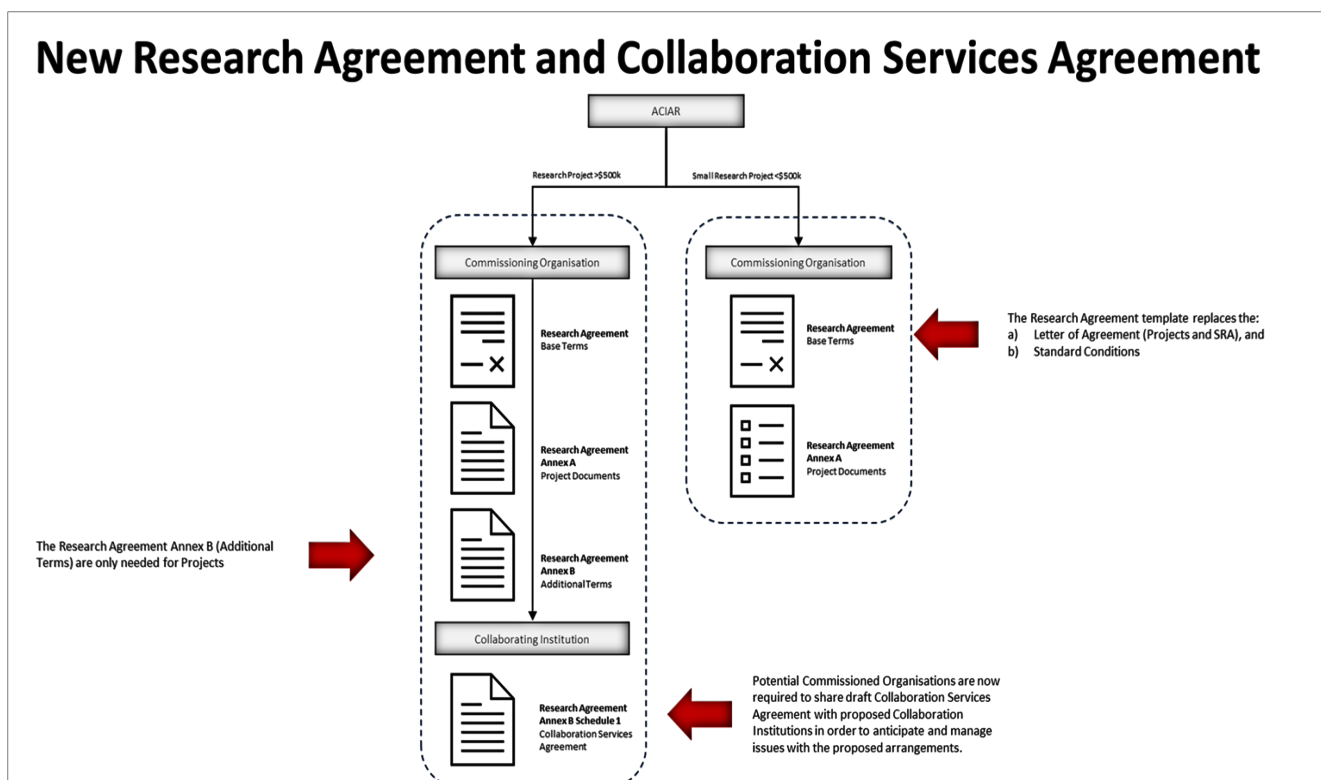 New Research Agreement and Collaboration Services Agreement
ACIAR
Research Project >$500k
Small Research Project <$500k
Commissioning Organisation
Commissioning Organisation
Research Agreement
Base Terms
Research Agreement
Base Terms
The Research Agreement template replaces the:
a) Letter of Agreement (Projects and SRA), and
b) Standard Conditions
Research Agreement
Annex A
Project Documents
Research Agreement
Annex A
Project Documents
The Research Agreement Annex B (Additional
Terms) are only needed for Projects
Research Agreement
Annex B
Additional Terms
Collaborating Institution
Research Agreement
Annex B Schedule 1
Collaboration Services
Agreement
Potential Commissioned Organisations are now
required to share draft Collaboration Services
Agreement with proposed Collaboration
Institutions in order to anticipate and manage
issues with the proposed arrangements.